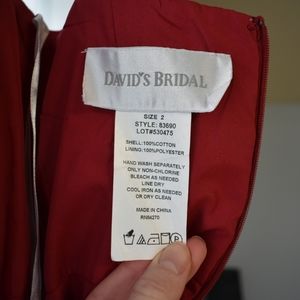 DAVID'S BRIDAL
SIZE 2
STYLE: 83690
LOT#530475
SHELL:100%COTTON
LINING:100%POLYESTER
HAND WASH SEPARATELY
ONLY NON-CHLORINE
BLEACH AS NEEDED
LINE DRY
COOL IRON AS NEEDED
OR DRY CLEAN
MADE IN CHINA
RN84270